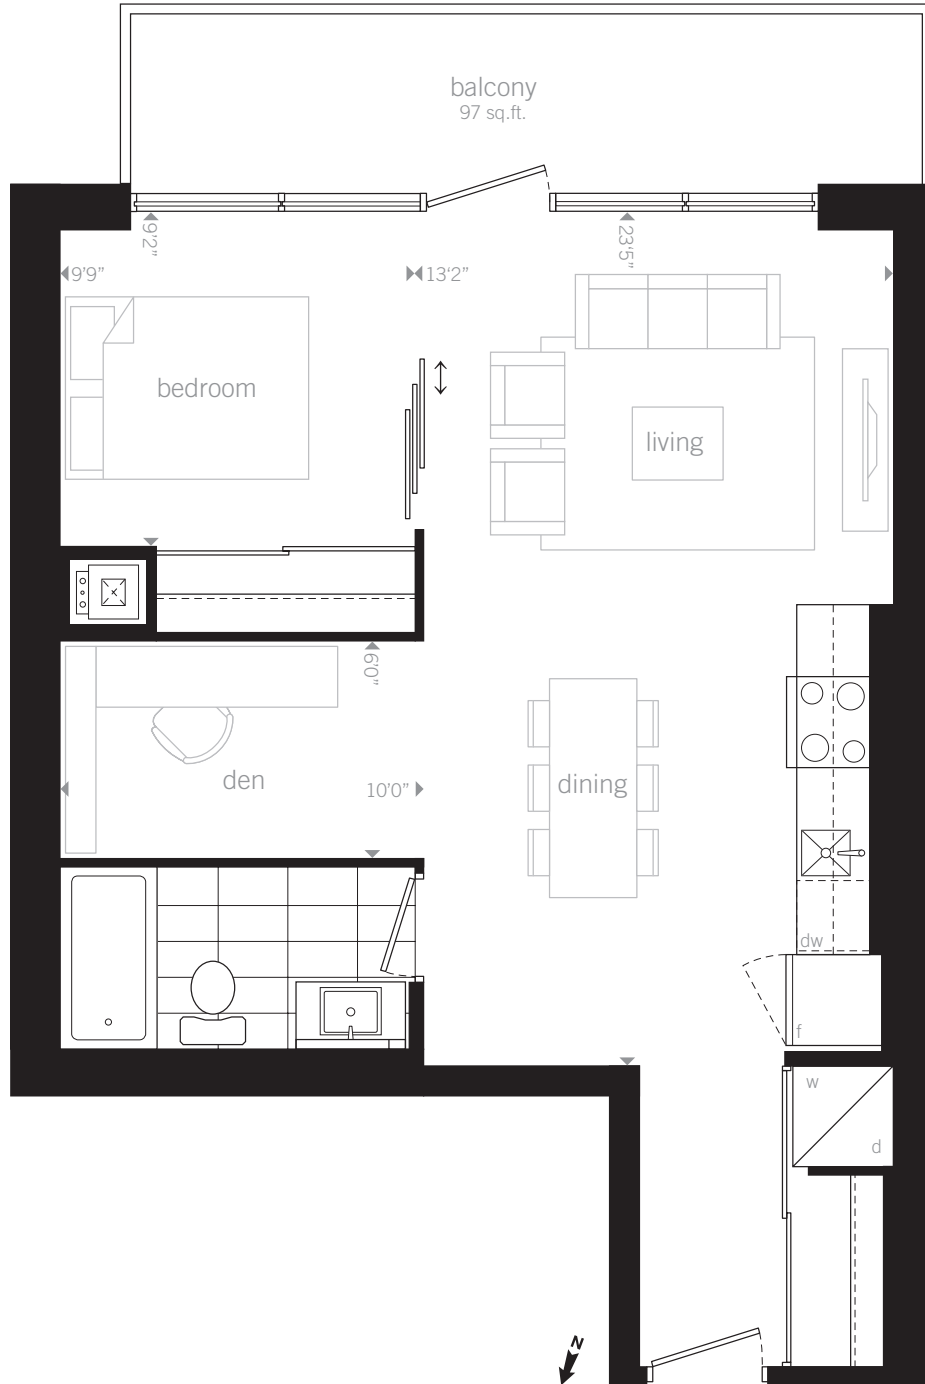 balcony
97 sq.ft.
9'2"
23'5"
9'9"
13'2"
bedroom
living
6'0"
den
10'0"
dining
dw
f
w
d
N